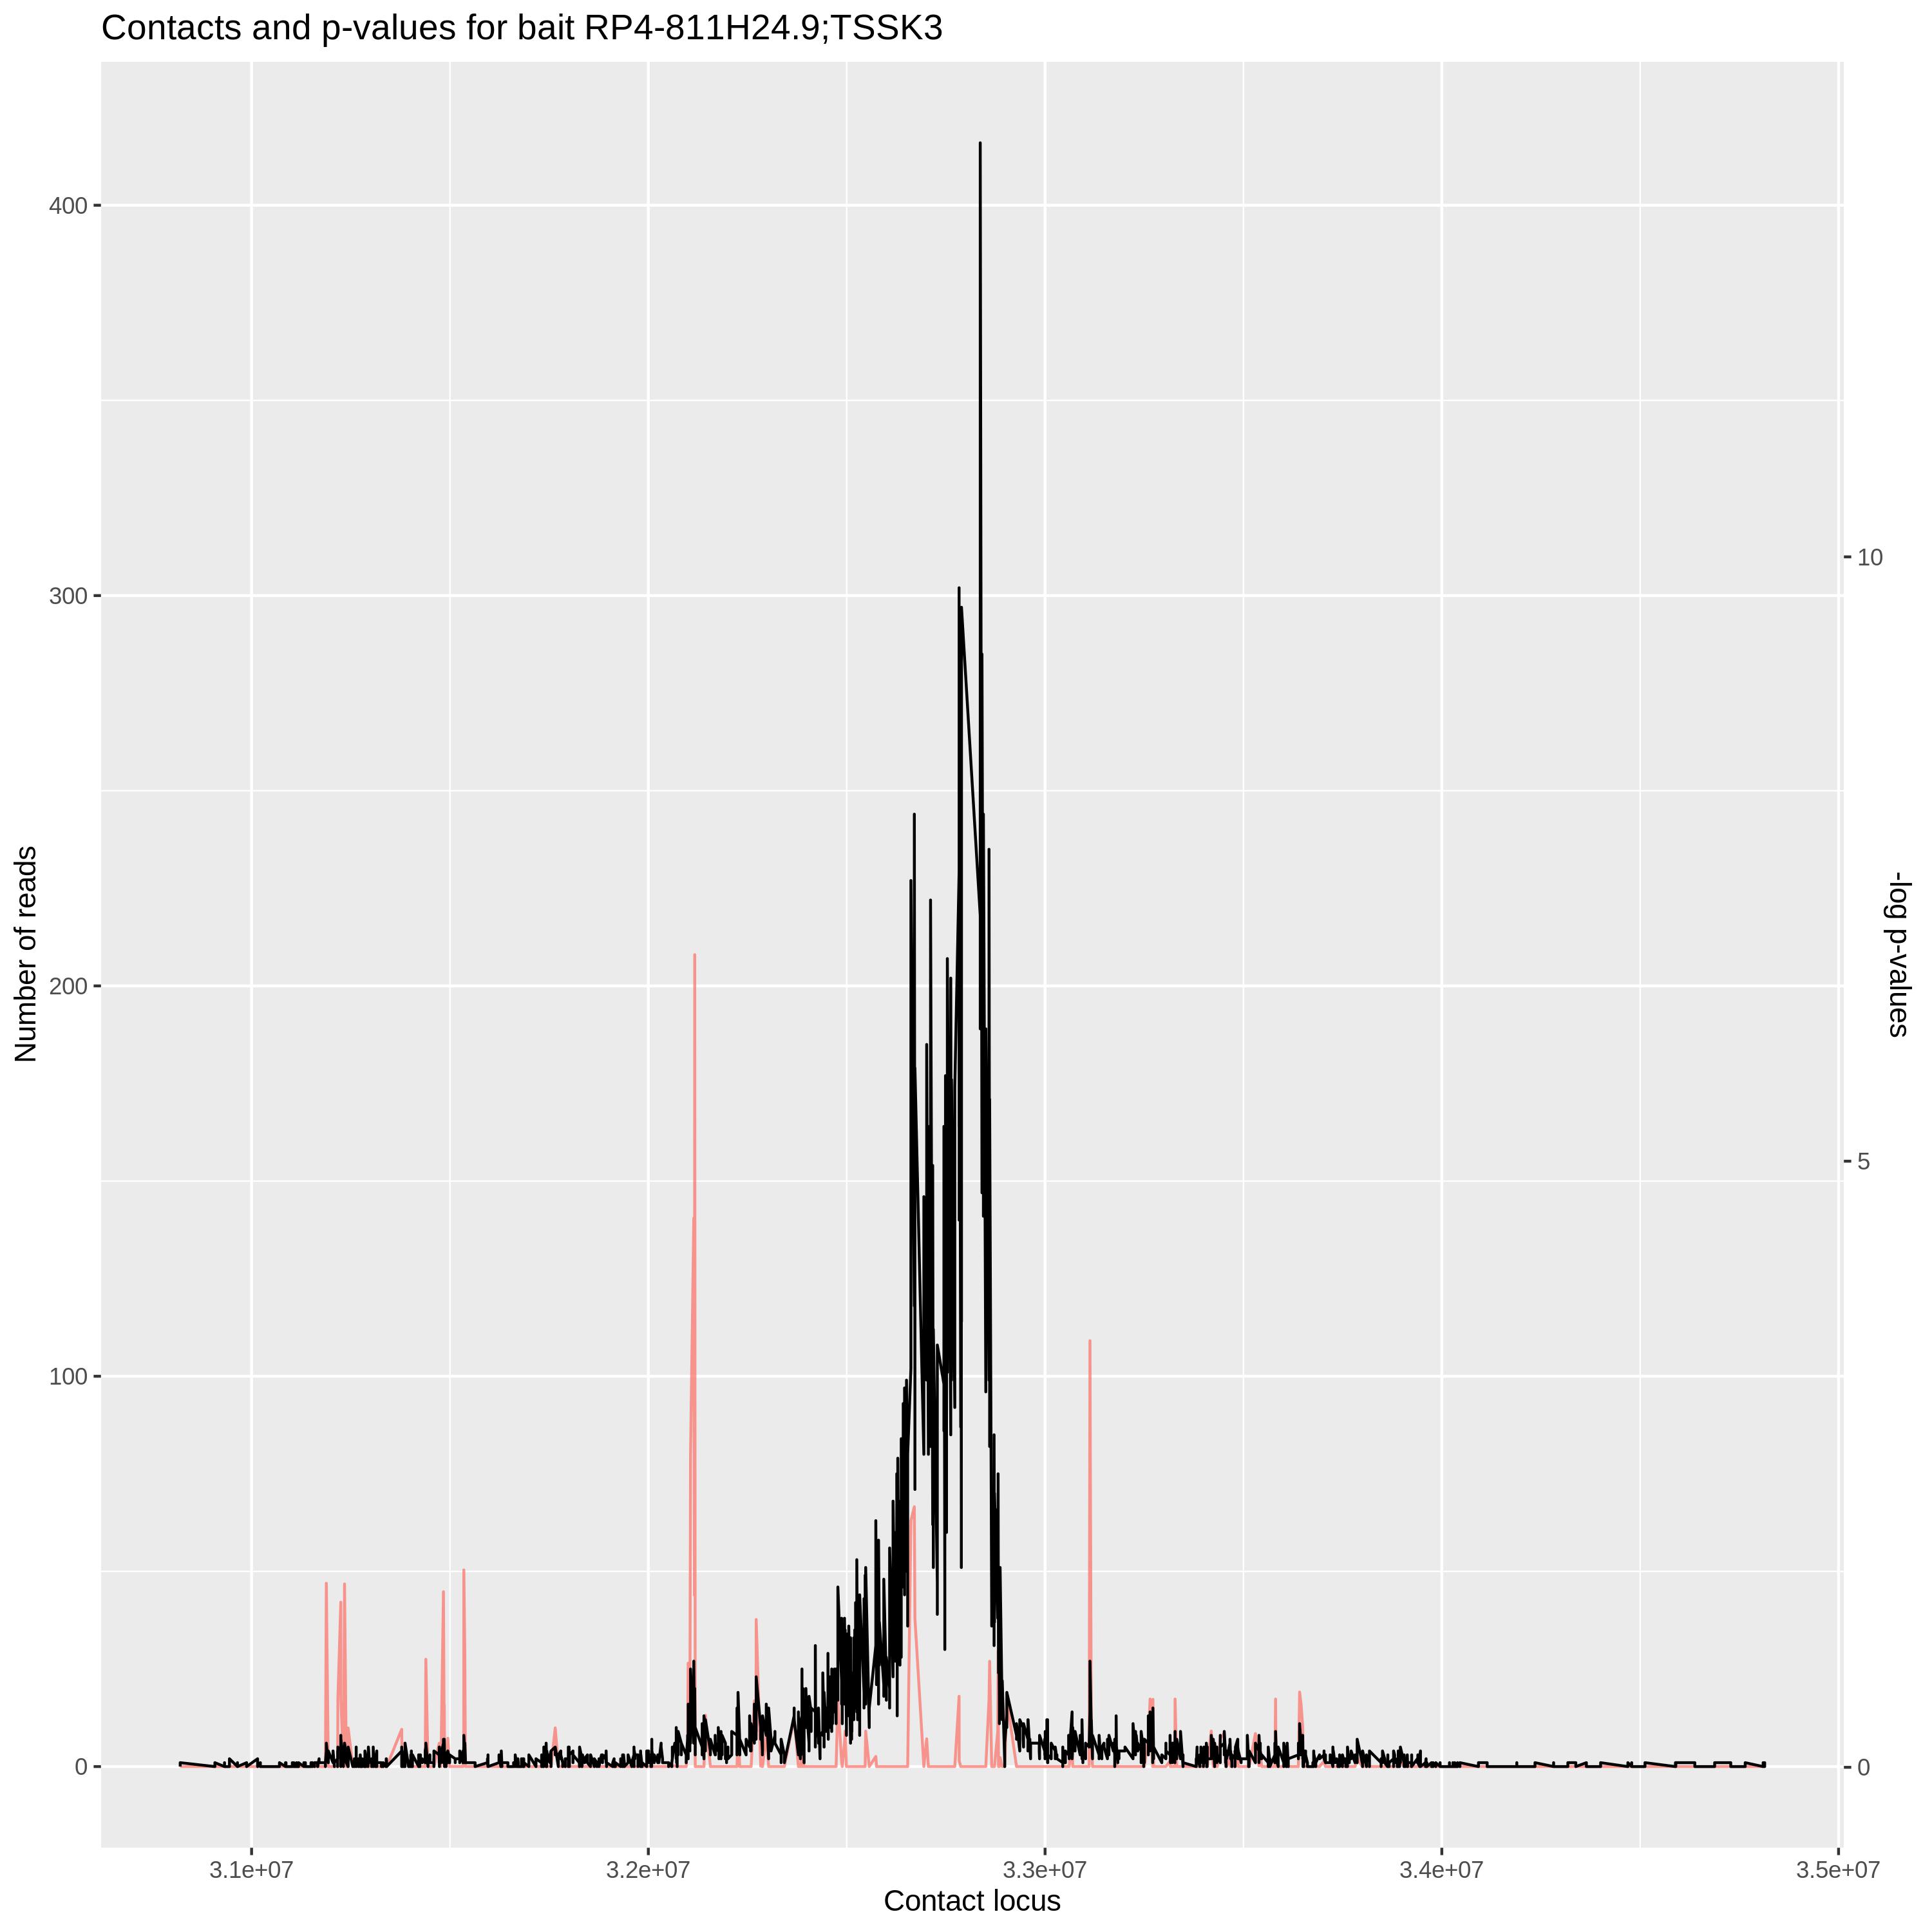 Contacts and p-values for bait RP4-811H24.9;TSSK3
400
300
200
100
0
Number of reads
10
5
0
-log p-values
3.1e+07
3.2e+07
3.3e+07
3.4e+07
3.5e+07
Contact locus